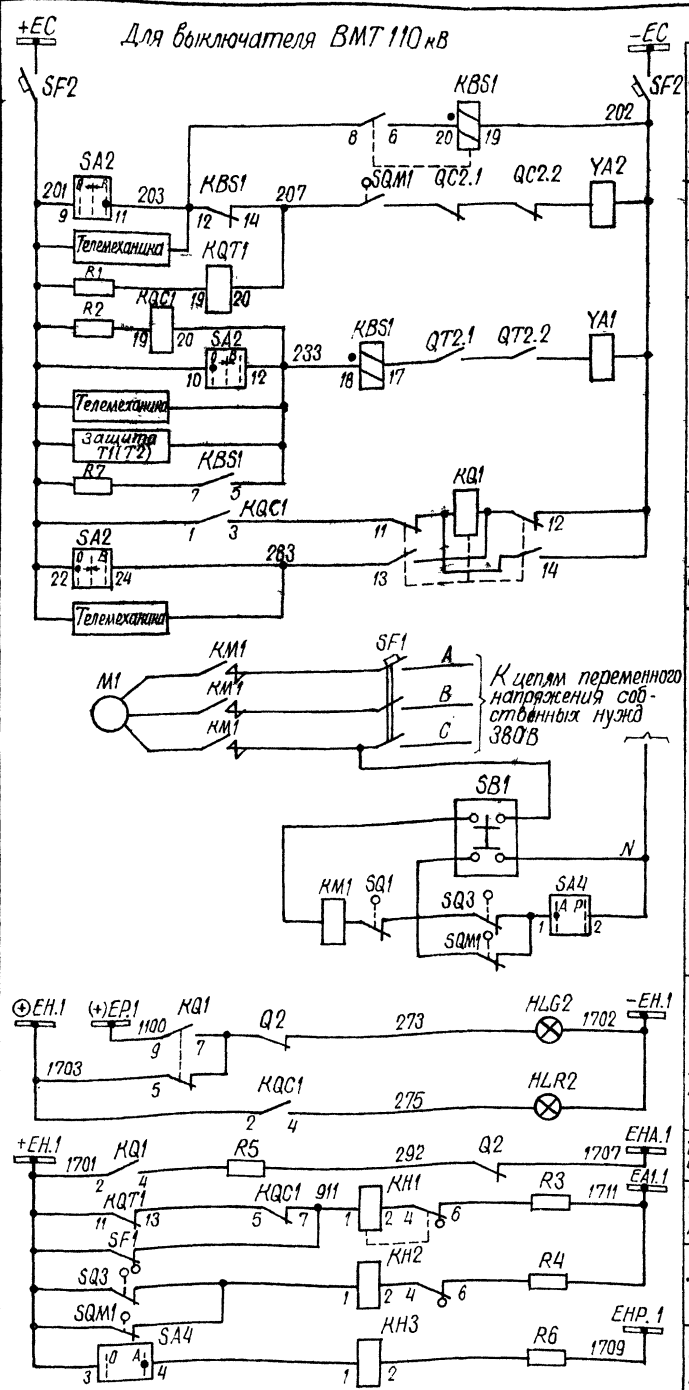 +EC Для выключателя ВМТ 110 кВ -EC
SF2 SF2
KBS1
8 6 20 19 202
SA2
0 B
201 203 KBS1 207 SQM1 QC2.1 QC2.2 YA2
9 11 12 14
Телемеханика
KQT1
R1
19 20
R2 KQC1
19 20
SA2
0 B
10 12 233 KBS1 QT2.1 QT2.2 YA1
18 17
Телемеханика
Защита
Т1(Т2)
R7 KBS1
7 5
KQC1 KQ1
1 3 11 12
SA2
0 B
22 24 283 13 14
Телемеханика
M1 KM1 SF1 A
KM1 B
KM1 C
К цепям переменного
напряжения соб-
ственных нужд
380В
SB1
N
KM1 SQ1 SQ3 SA4
A P
1 2
SQM1
⊕EH.1 (+)EP.1 KQ1 HLG2 -EH.1
1100 9 7 Q2 273 1702
1703 5
KQC1 HLR2
2 4 275
+EH.1 EHA.1
1701 KQ1 R5 292 Q2 1707
2 4
EA1.1
KQT1 KQC1 911 KH1 R3 1711
11 13 5 7 1 2 4 6
SF1
SQ3 KH2 R4
1 2 4 6
SQM1
SA4 KH3 EHP.1
0 A
3 4 1 2 R6 1709